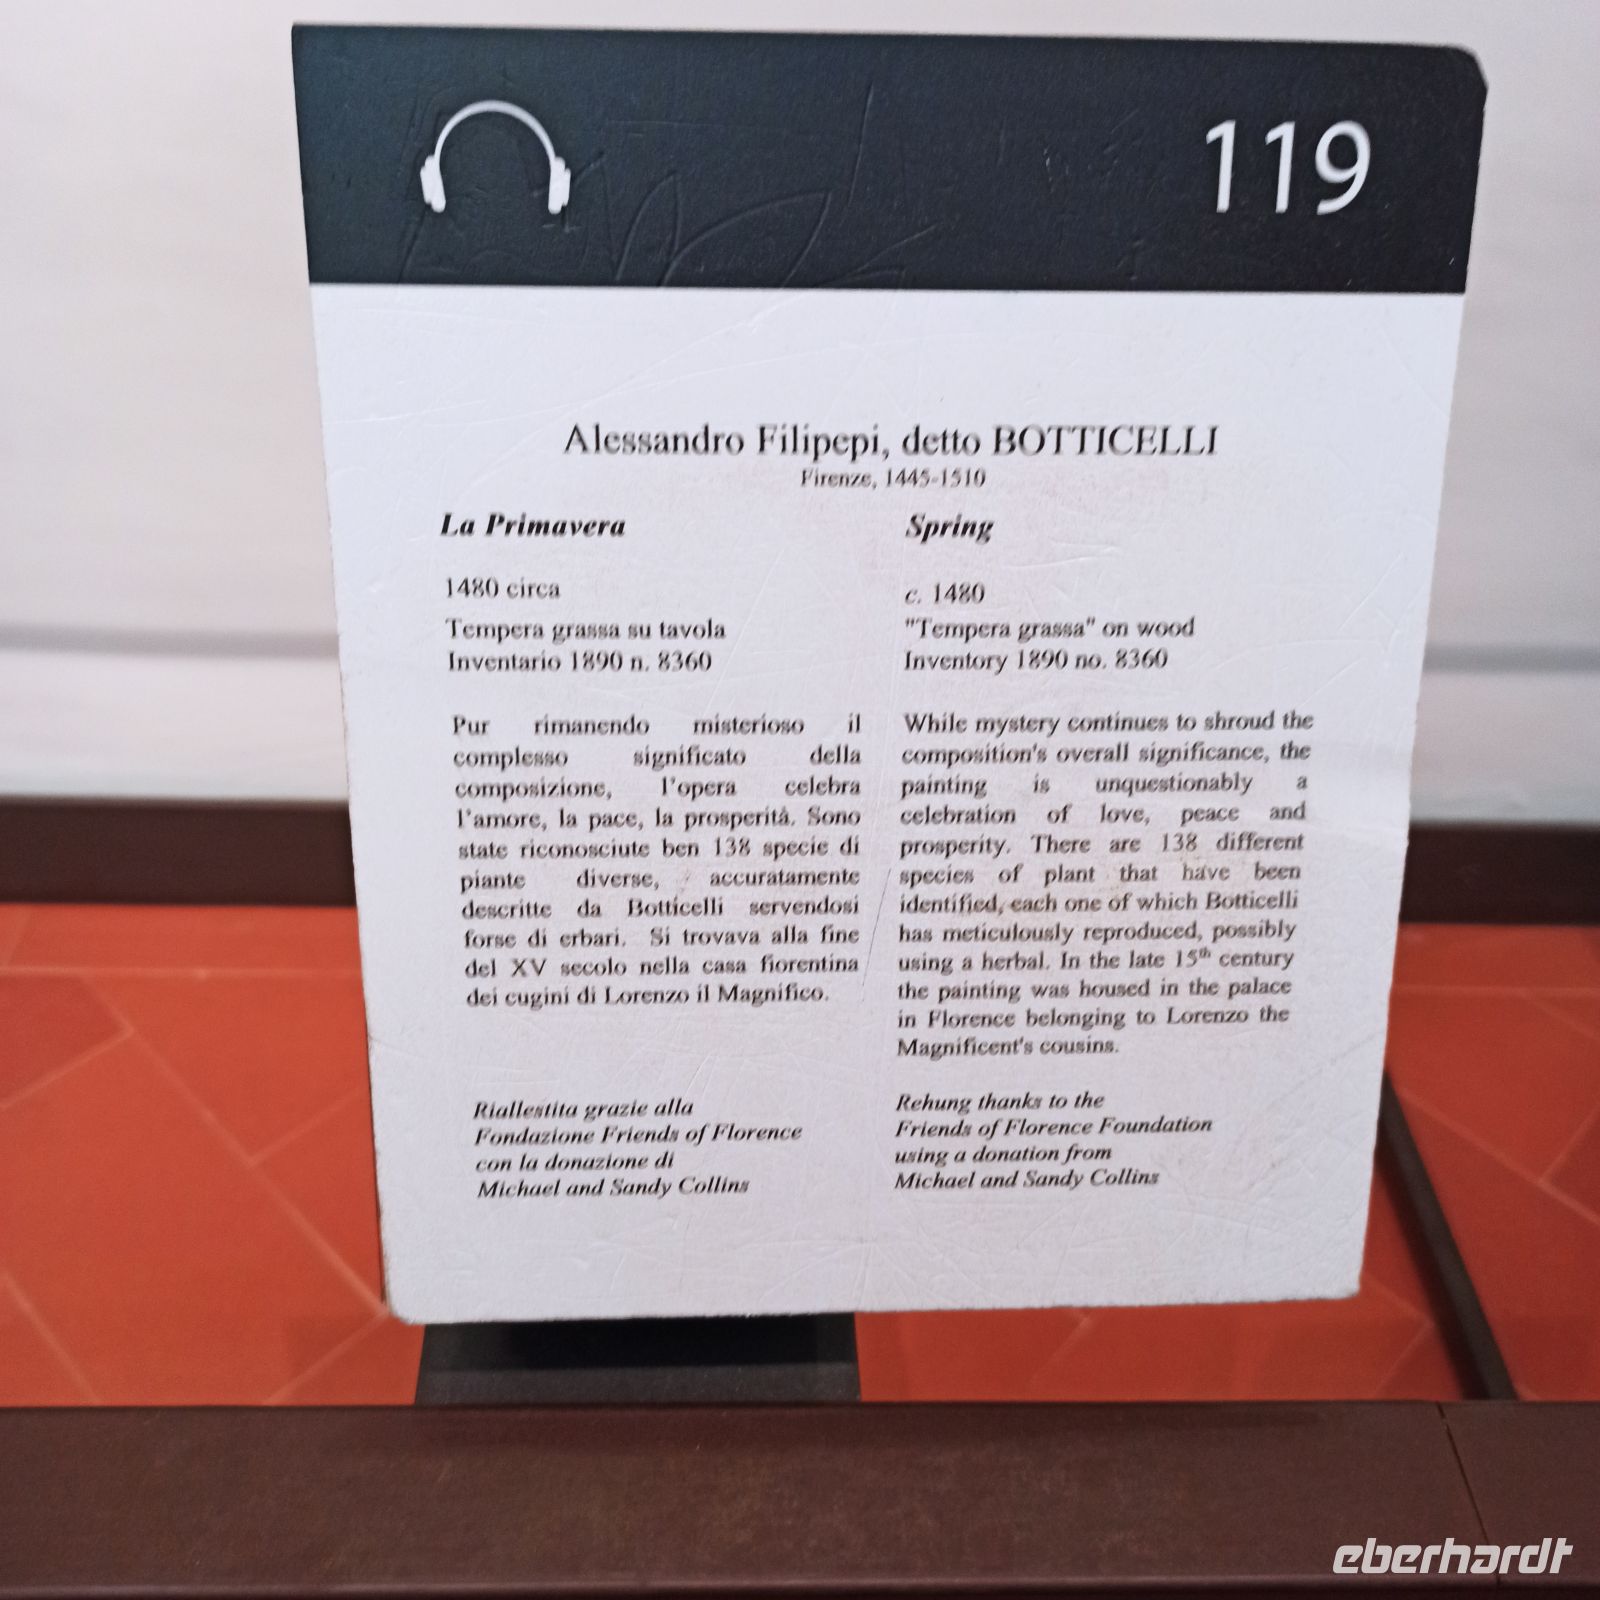 119
Alessandro Filipepi, detto BOTTICELLI
Firenze, 1445-1510
La Primavera
1480 circa
Tempera grassa su tavola
Inventario 1890 n. 8360
Pur rimanendo misterioso il
complesso significato della
composizione, l'opera celebra
l'amore, la pace, la prosperità. Sono
state riconosciute ben 138 specie di
piante diverse, accuratamente
descritte da Botticelli servendosi
forse di erbari. Si trovava alla fine
del XV secolo nella casa fiorentina
dei cugini di Lorenzo il Magnifico.
Riallestita grazie alla
Fondazione Friends of Florence
con la donazione di
Michael and Sandy Collins
Spring
c. 1480
"Tempera grassa" on wood
Inventory 1890 no. 8360
While mystery continues to shroud the
composition's overall significance, the
painting is unquestionably a
celebration of love, peace and
prosperity. There are 138 different
species of plant that have been
identified, each one of which Botticelli
has meticulously reproduced, possibly
using a herbal. In the late 15th century
the painting was housed in the palace
in Florence belonging to Lorenzo the
Magnificent's cousins.
Rehung thanks to the
Friends of Florence Foundation
using a donation from
Michael and Sandy Collins
eberhardt